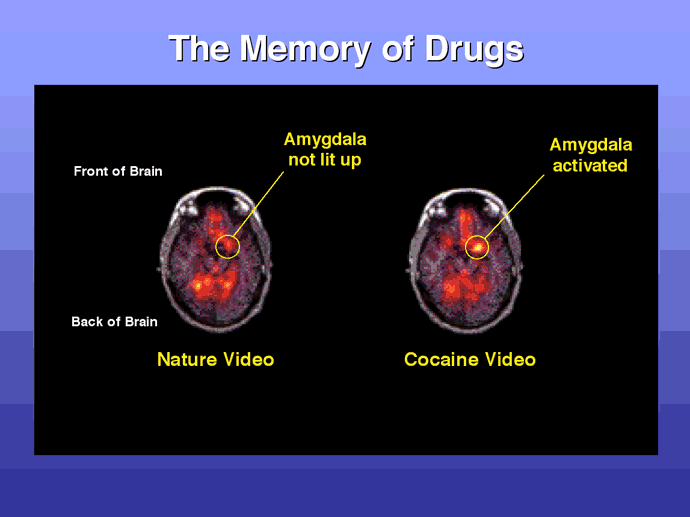 The Memory of Drugs
Amygdala
not lit up
Amygdala
activated
Front of Brain
Back of Brain
Nature Video
Cocaine Video